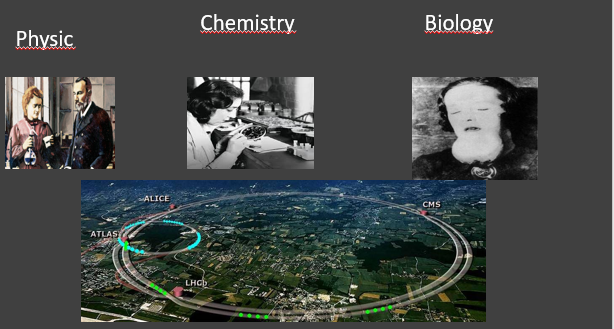 Physic
Chemistry
Biology
ALICE
CMS
ATLAS
LHCb